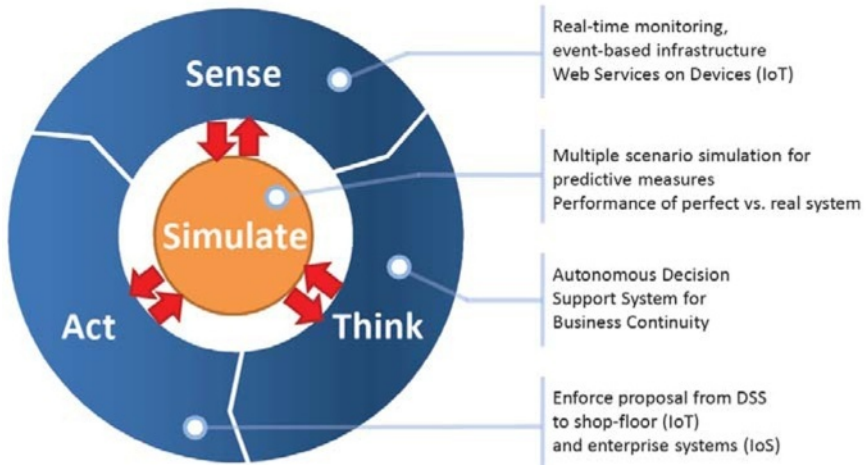 Sense
Simulate
Act
Think
Real-time monitoring,
event-based infrastructure
Web Services on Devices (IoT)
Multiple scenario simulation for
predictive measures
Performance of perfect vs. real system
Autonomous Decision
Support System for
Business Continuity
Enforce proposal from DSS
to shop-floor (IoT)
and enterprise systems (IoS)